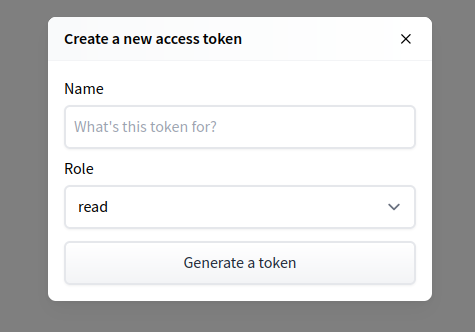 Create a new access token
Name
What's this token for?
Role
read
Generate a token